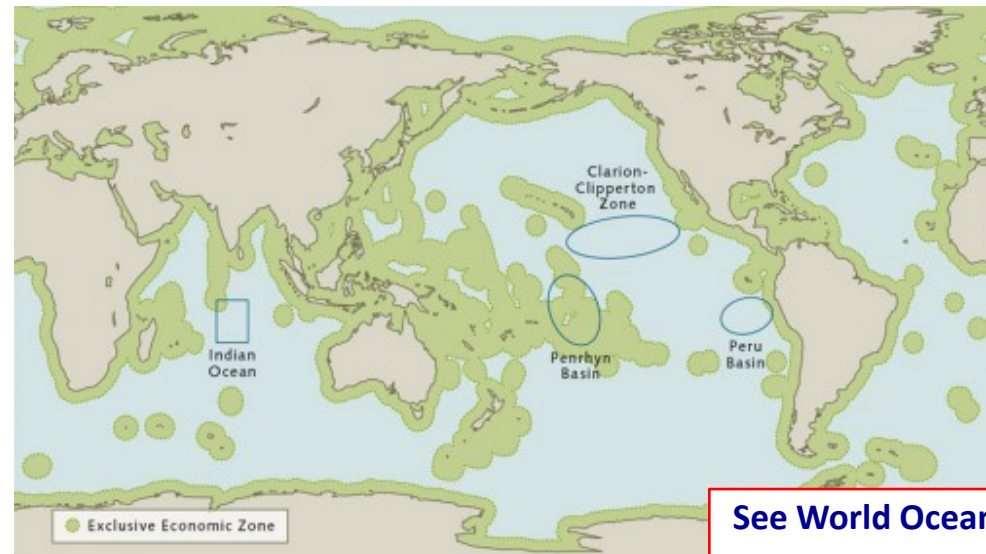 Clarion-
Clipperton
Zone
Indian
Ocean
Penrhyn
Basin
Peru
Basin
Exclusive Economic Zone
See World Ocean